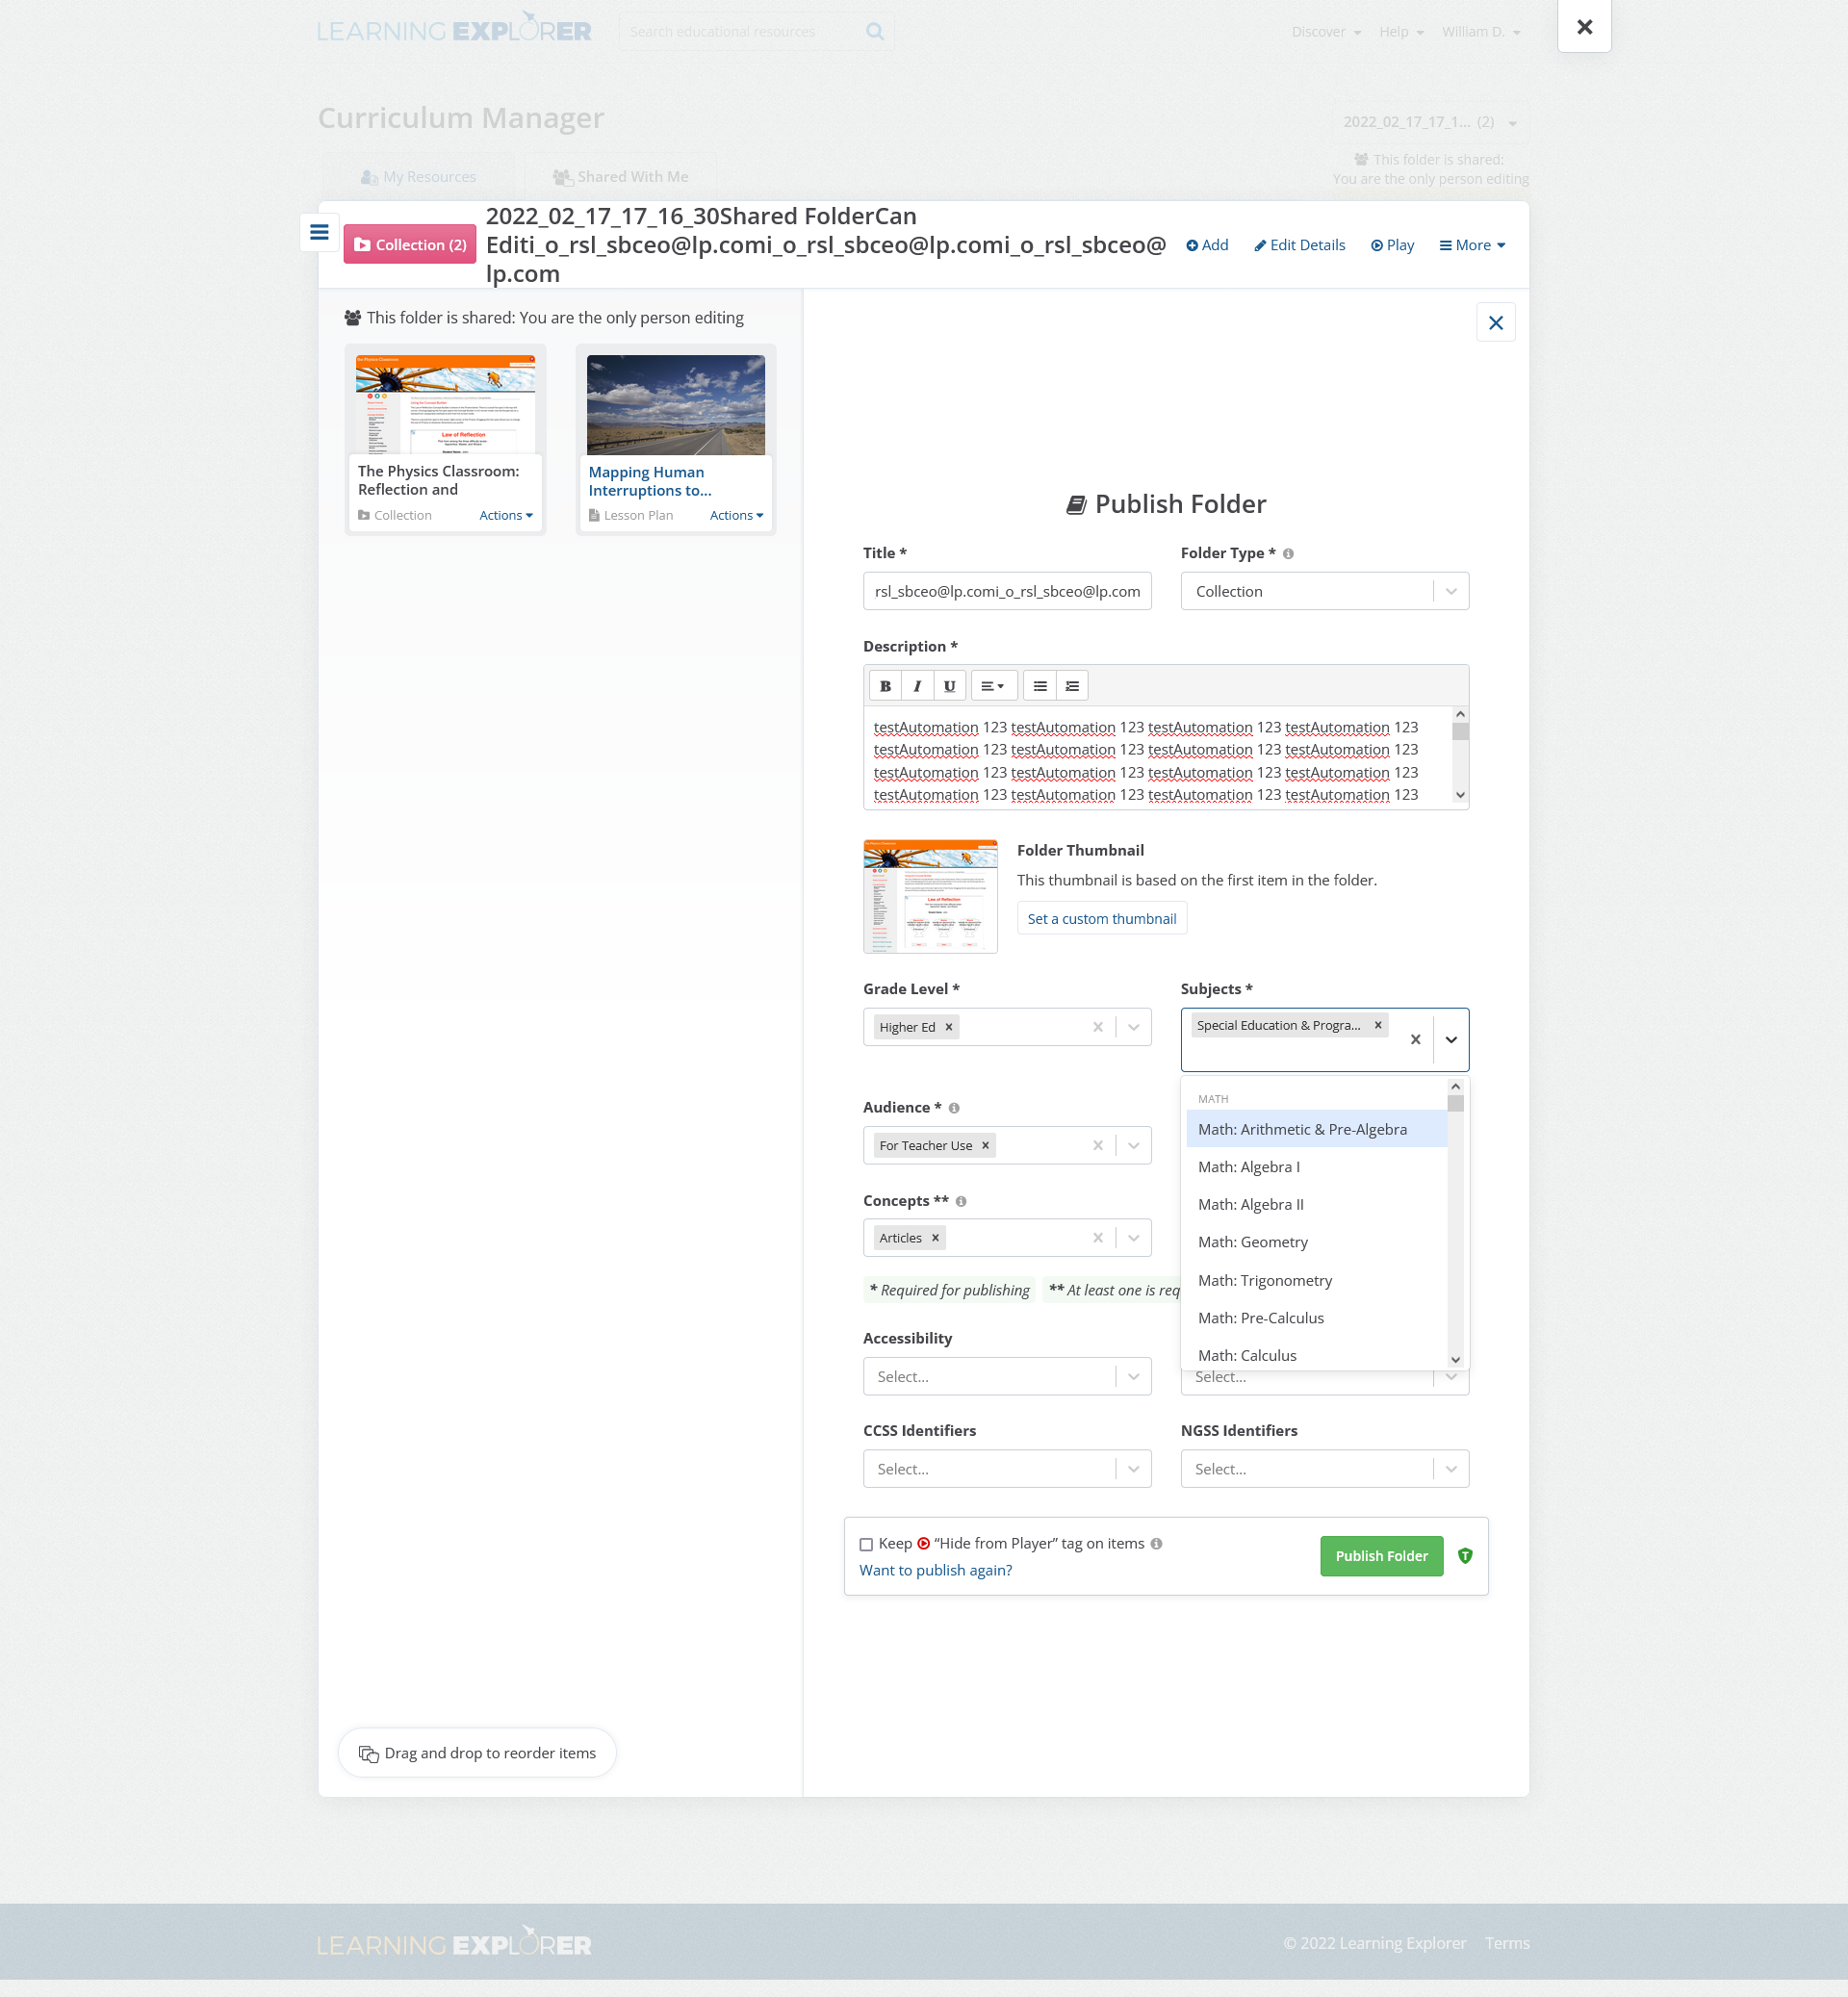 LEARNING EXPLORER
Search educational resources
Discover
Help
William D.
Curriculum Manager
2022_02_17_17_1... (2)
My Resources
Shared With Me
This folder is shared:
You are the only person editing
Collection (2)
2022_02_17_17_16_30Shared FolderCan
Editi_o_rsl_sbceo@lp.comi_o_rsl_sbceo@lp.comi_o_rsl_sbceo@
lp.com
Add
Edit Details
Play
More
This folder is shared: You are the only person editing
Law of Reflection
The Physics Classroom:
Reflection and
Collection
Actions
Mapping Human
Interruptions to...
Lesson Plan
Actions
Publish Folder
Title *
Folder Type *
rsl_sbceo@lp.comi_o_rsl_sbceo@lp.com
Collection
Description *
B I U
testAutomation 123 testAutomation 123 testAutomation 123 testAutomation 123
testAutomation 123 testAutomation 123 testAutomation 123 testAutomation 123
testAutomation 123 testAutomation 123 testAutomation 123 testAutomation 123
testAutomation 123 testAutomation 123 testAutomation 123 testAutomation 123
Law of Reflection
Folder Thumbnail
This thumbnail is based on the first item in the folder.
Set a custom thumbnail
Grade Level *
Subjects *
Higher Ed
Special Education & Progra...
MATH
Math: Arithmetic & Pre-Algebra
Math: Algebra I
Math: Algebra II
Math: Geometry
Math: Trigonometry
Math: Pre-Calculus
Math: Calculus
Audience *
For Teacher Use
Concepts **
Articles
* Required for publishing
** At least one is req
Accessibility
Select...
Select...
CCSS Identifiers
NGSS Identifiers
Select...
Select...
Keep "Hide from Player" tag on items
Want to publish again?
Publish Folder
T
Drag and drop to reorder items
LEARNING EXPLORER
© 2022 Learning Explorer
Terms